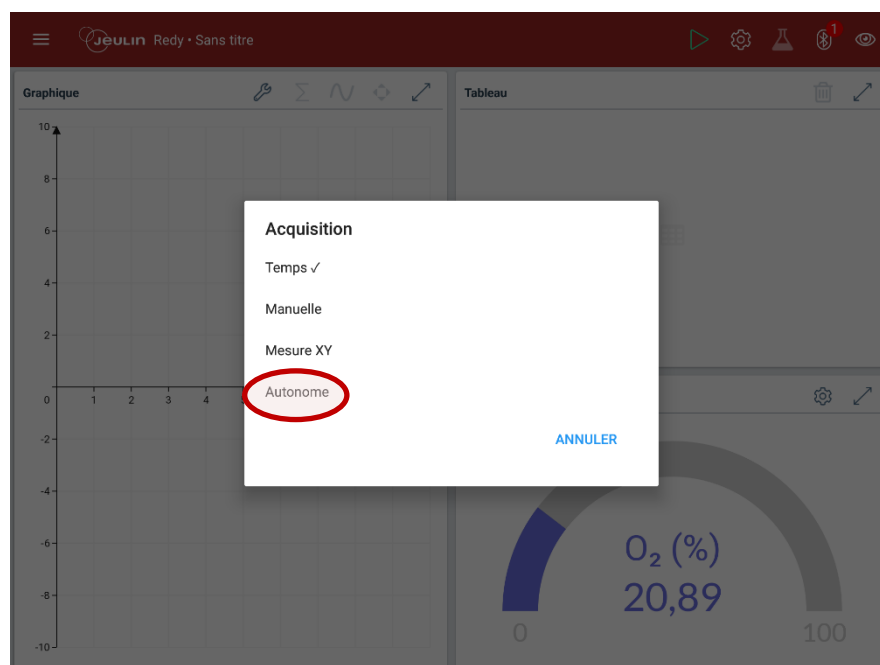 Jeulin Redy • Sans titre
1
Graphique
Tableau
10
8
6
4
2
0
1 2 3 4
-2
-4
-6
-8
-10
Acquisition
Temps ✓
Manuelle
Mesure XY
Autonome
ANNULER
O₂ (%)
20,89
0
100